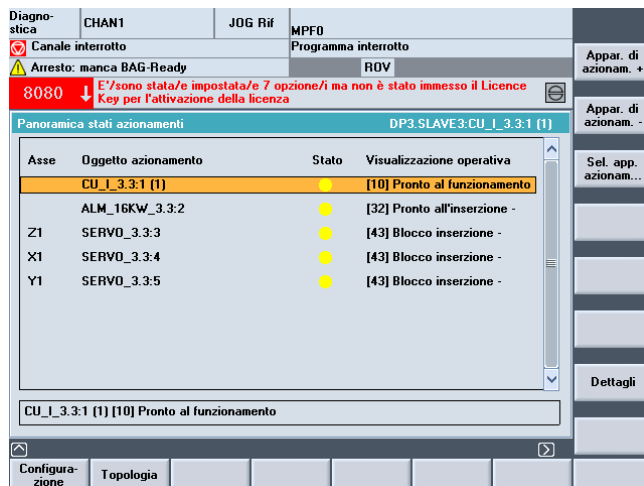 Diagno-
stica
CHAN1
JOG Rif
MPF0
Canale interrotto
Programma interrotto
Arresto: manca BAG-Ready
ROV
8080
E'/sono stata/e impostata/e 7 opzione/i ma non è stato immesso il Licence
Key per l'attivazione della licenza
Panoramica stati azionamenti
DP3.SLAVE3:CU_I_3.3:1 (1)
Asse Oggetto azionamento Stato Visualizzazione operativa
CU_I_3.3:1 (1) [10] Pronto al funzionamento
ALM_16KW_3.3:2 [32] Pronto all'inserzione -
Z1 SERVO_3.3:3 [43] Blocco inserzione -
X1 SERVO_3.3:4 [43] Blocco inserzione -
Y1 SERVO_3.3:5 [43] Blocco inserzione -
CU_I_3.3:1 (1) [10] Pronto al funzionamento
Appar. di
azionam. +
Appar. di
azionam. -
Sel. app.
azionam...
Dettagli
Configura-
zione
Topologia